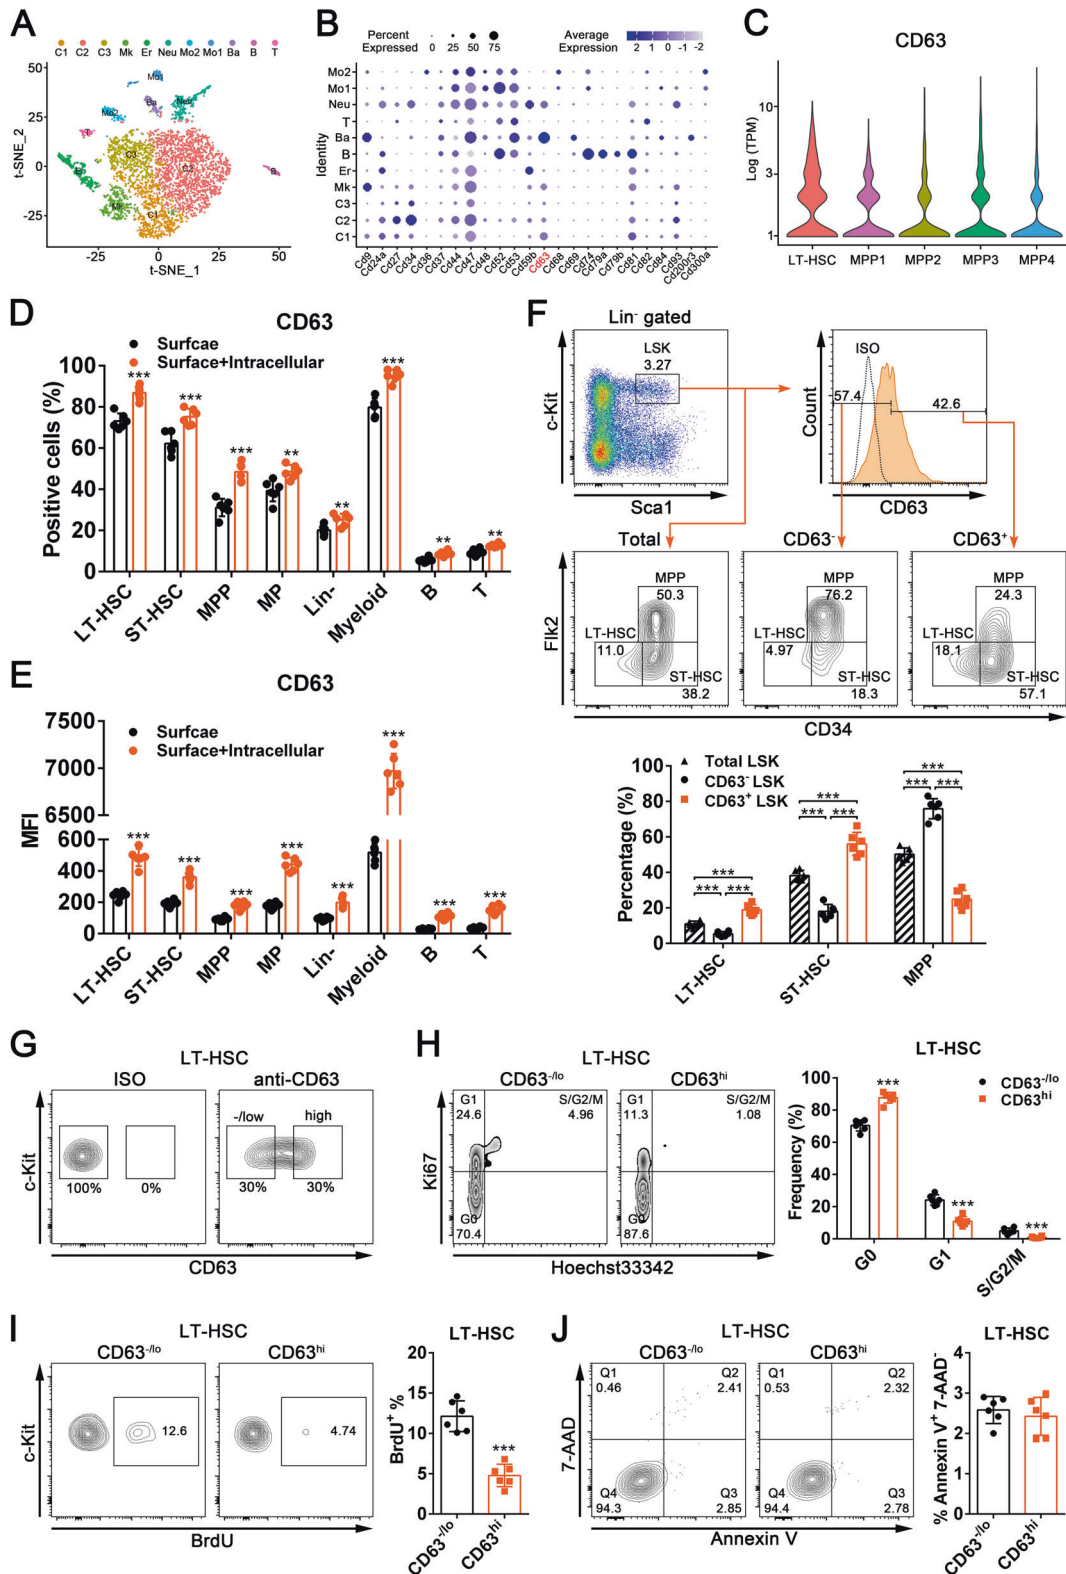 A
C1 C2 C3 Mk Er Neu Mo2 Mo1 Ba B T
50
25
0
-25
t-SNE_2
-25 0 25 50
t-SNE_1
Mo1
Ba
Neu
Mo2
T
Er
C3
C2
B
Mk
C1
B
Percent Expressed
0 25 50 75
Average Expression
2 1 0 -1 -2
Identity
Mo2
Mo1
Neu
T
Ba
B
Er
Mk
C3
C2
C1
Cd9 Cd24a Cd27 Cd34 Cd36 Cd37 Cd44 Cd47 Cd48 Cd52 Cd53 Cd59b Cd63 Cd68 Cd69 Cd74 Cd79a Cd79b Cd81 Cd82 Cd84 Cd93 Cd200r3 Cd300a
C
CD63
Log (TPM)
10
3
1
LT-HSC MPP1 MPP2 MPP3 MPP4
D
CD63
Surfcae
Surface+Intracellular
Positive cells (%)
100
80
60
40
20
0
*** *** *** ** ** *** ** **
LT-HSC ST-HSC MPP MP Lin- Myeloid B T
E
CD63
Surfcae
Surface+Intracellular
MFI
7500
7000
6500
600
400
200
0
*** *** *** *** *** *** *** ***
LT-HSC ST-HSC MPP MP Lin- Myeloid B T
F
Lin- gated
LSK
3.27
c-Kit
Sca1
ISO
57.4
42.6
Count
CD63
Total CD63- CD63+
Flk2
MPP
50.3
LT-HSC
11.0
ST-HSC
38.2
MPP
76.2
LT-HSC
4.97
ST-HSC
18.3
MPP
24.3
LT-HSC
18.1
ST-HSC
57.1
CD34
Total LSK
CD63- LSK
CD63+ LSK
Percentage (%)
100
80
60
40
20
0
***
*** ***
***
*** ***
***
*** ***
LT-HSC ST-HSC MPP
G
LT-HSC
ISO anti-CD63
c-Kit
100% 0%
-/low high
30% 30%
CD63
H
LT-HSC
CD63-/lo CD63hi
Ki67
G1
24.6
S/G2/M
4.96
G0
70.4
G1
11.3
S/G2/M
1.08
G0
87.6
Hoechst33342
LT-HSC
CD63-/lo
CD63hi
Frequency (%)
100
80
60
40
20
0
*** *** ***
G0 G1 S/G2/M
I
LT-HSC
CD63-/lo CD63hi
c-Kit
12.6
4.74
BrdU
LT-HSC
BrdU+ %
20
15
10
5
0
***
CD63-/lo CD63hi
J
LT-HSC
CD63-/lo CD63hi
7-AAD
Q1
0.46
Q2
2.41
Q4
94.3
Q3
2.85
Q1
0.53
Q2
2.32
Q4
94.4
Q3
2.78
Annexin V
LT-HSC
% Annexin V+ 7-AAD-
4
3
2
1
0
CD63-/lo CD63hi